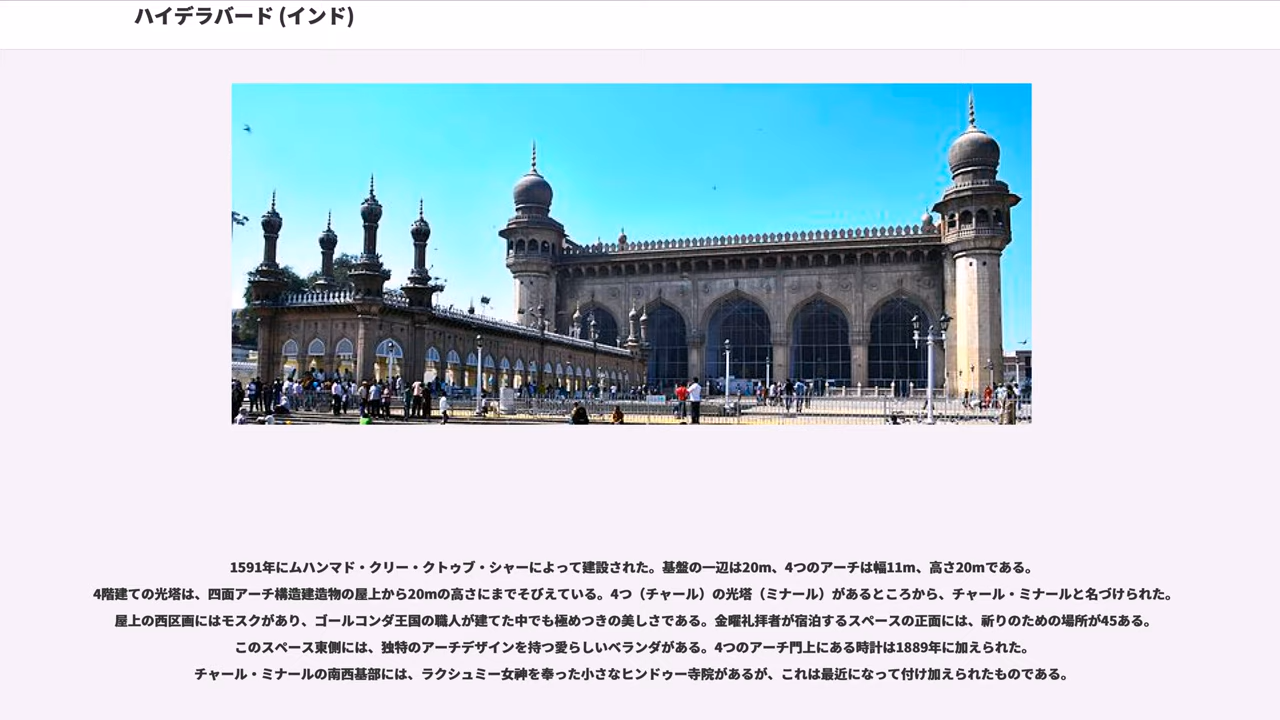 ハイデラバード (インド)
1591年にムハンマド・クリー・クトゥブ・シャーによって建設された。基盤の一辺は20m、4つのアーチは幅11m、高さ20mである。
4階建ての光塔は、四面アーチ構造建造物の屋上から20mの高さにまでそびえている。4つ（チャール）の光塔（ミナール）があるところから、チャール・ミナールと名づけられた。
屋上の西区画にはモスクがあり、ゴールコンダ王国の職人が建てた中でも極めつきの美しさである。金曜礼拝者が宿泊するスペースの正面には、祈りのための場所が45ある。
このスペース東側には、独特のアーチデザインを持つ愛らしいベランダがある。4つのアーチ門上にある時計は1889年に加えられた。
チャール・ミナールの南西基部には、ラクシュミー女神を奉った小さなヒンドゥー寺院があるが、これは最近になって付け加えられたものである。